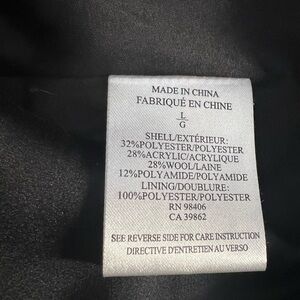 MADE IN CHINA
FABRIQUÉ EN CHINE
L
G
SHELL/EXTÉRIEUR:
32%POLYESTER/POLYESTER
28%ACRYLIC/ACRYLIQUE
28%WOOL/LAINE
12%POLYAMIDE/POLYAMIDE
LINING/DOUBLURE:
100%POLYESTER/POLYESTER
RN 98406
CA 39862
SEE REVERSE SIDE FOR CARE INSTRUCTION
DIRECTIVE D'ENTRETIEN AU VERSO